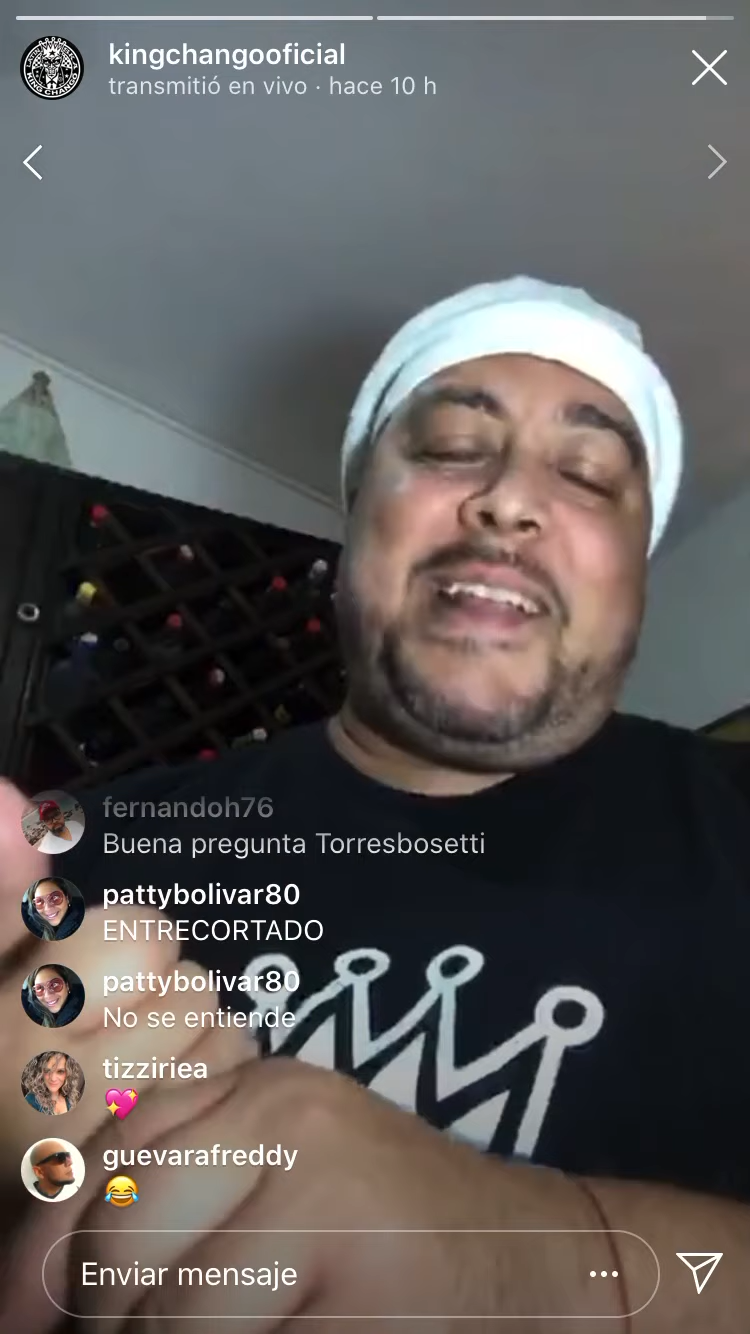 kingchangooficial
transmitió en vivo · hace 10 h
fernandoh76
Buena pregunta Torresbosetti
pattybolivar80
ENTRECORTADO
pattybolivar80
No se entiende
tizziriea
💖
guevarafreddy
😂
Enviar mensaje